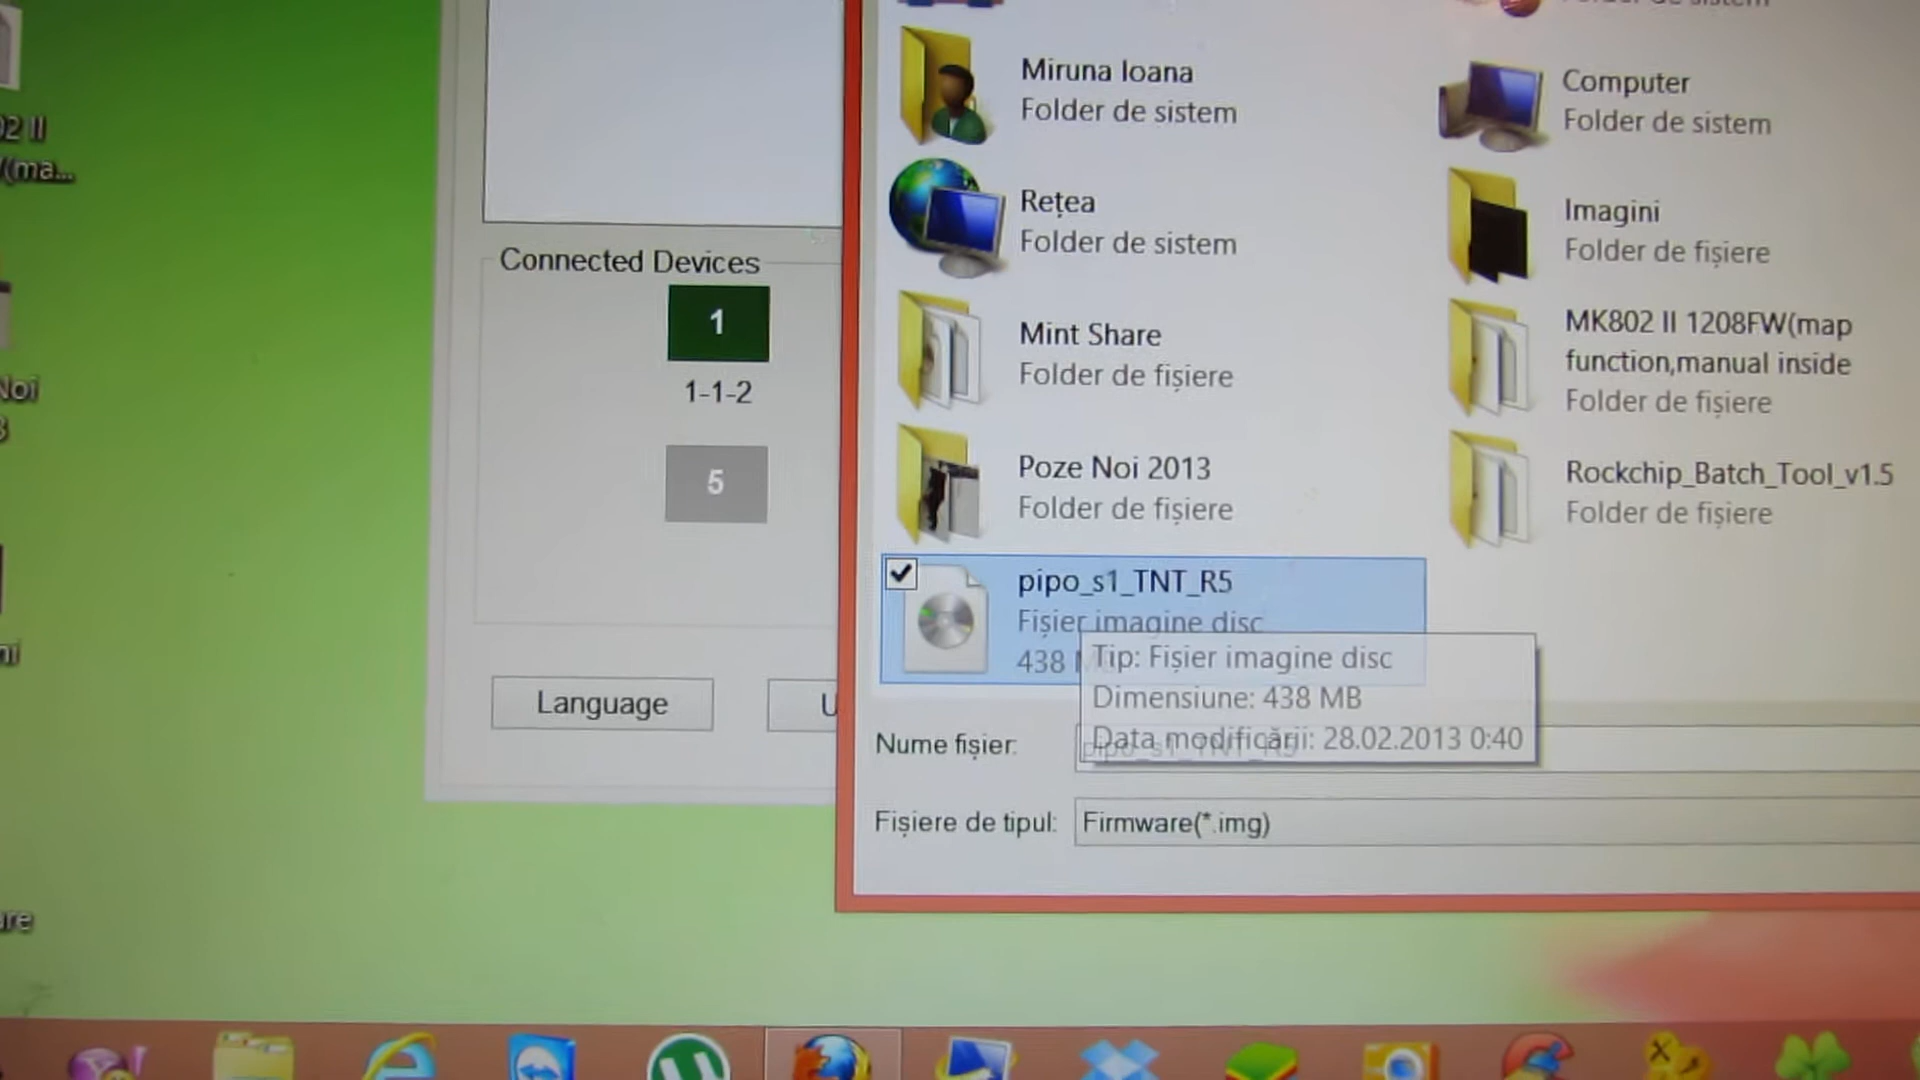 02 II
(ma...
Noi
Connected Devices
1
1-1-2
5
Language
U
Miruna Ioana
Folder de sistem
Computer
Folder de sistem
Rețea
Folder de sistem
Imagini
Folder de fișiere
Mint Share
Folder de fișiere
MK802 II 1208FW(map
function,manual inside
Folder de fișiere
Poze Noi 2013
Folder de fișiere
Rockchip_Batch_Tool_v1.5
Folder de fișiere
pipo_s1_TNT_R5
Fișier imagine disc
438
Tip: Fișier imagine disc
Dimensiune: 438 MB
Data modificării: 28.02.2013 0:40
Nume fișier:
pipo_s1_TNT_R5
Fișiere de tipul:
Firmware(*.img)